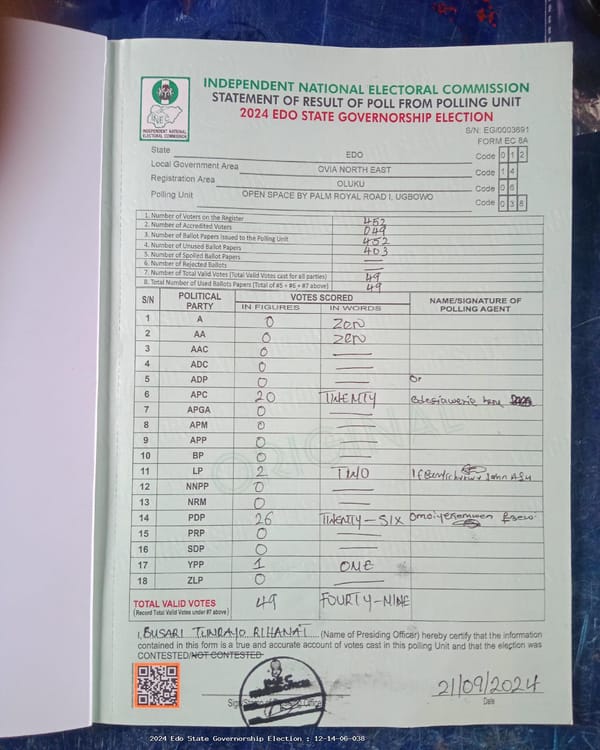 INDEPENDENT NATIONAL ELECTORAL COMMISSION
STATEMENT OF RESULT OF POLL FROM POLLING UNIT
2024 EDO STATE GOVERNORSHIP ELECTION
INEC
INDEPENDENT NATIONAL
ELECTORAL COMMISSION
S/N: EG/0003691
FORM EC 8A
State EDO Code 0 1 2
Local Government Area OVIA NORTH EAST Code 1 4
Registration Area OLUKU Code 0 6
Polling Unit OPEN SPACE BY PALM ROYAL ROAD I, UGBOWO Code 0 3 8
1. Number of Voters on the Register 452
2. Number of Accredited Voters 049
3. Number of Ballot Papers Issued to the Polling Unit 452
4. Number of Unused Ballot Papers 403
5. Number of Spoiled Ballot Papers —
6. Number of Rejected Ballots —
7. Number of Total Valid Votes (Total Valid Votes cast for all parties) 49
8. Total Number of Used Ballots Papers (Total of #5 + #6 + #7 above) 49
S/N POLITICAL PARTY VOTES SCORED NAME/SIGNATURE OF POLLING AGENT
IN FIGURES IN WORDS
1 A 0 Zero
2 AA 0 Zero
3 AAC 0 —
4 ADC 0 —
5 ADP 0 —
6 APC 20 TWENTY
7 APGA 0 —
8 APM 0 —
9 APP 0 —
10 BP 0 —
11 LP 2 TWO John
12 NNPP 0 —
13 NRM 0 —
14 PDP 26 TWENTY-SIX
15 PRP 0 —
16 SDP 0 —
17 YPP 1 ONE
18 ZLP 0 —
TOTAL VALID VOTES 49 FOURTY-NINE
(Record Total Valid Votes under #7 above)
ORIGINAL
I, BUSARI TUNRAYO RIHANAT (Name of Presiding Officer) hereby certify that the information
contained in this form is a true and accurate account of votes cast in this polling Unit and that the election was
CONTESTED/NOT CONTESTED
21/09/2024
Date
2024 Edo State Governorship Election : 12-14-06-038